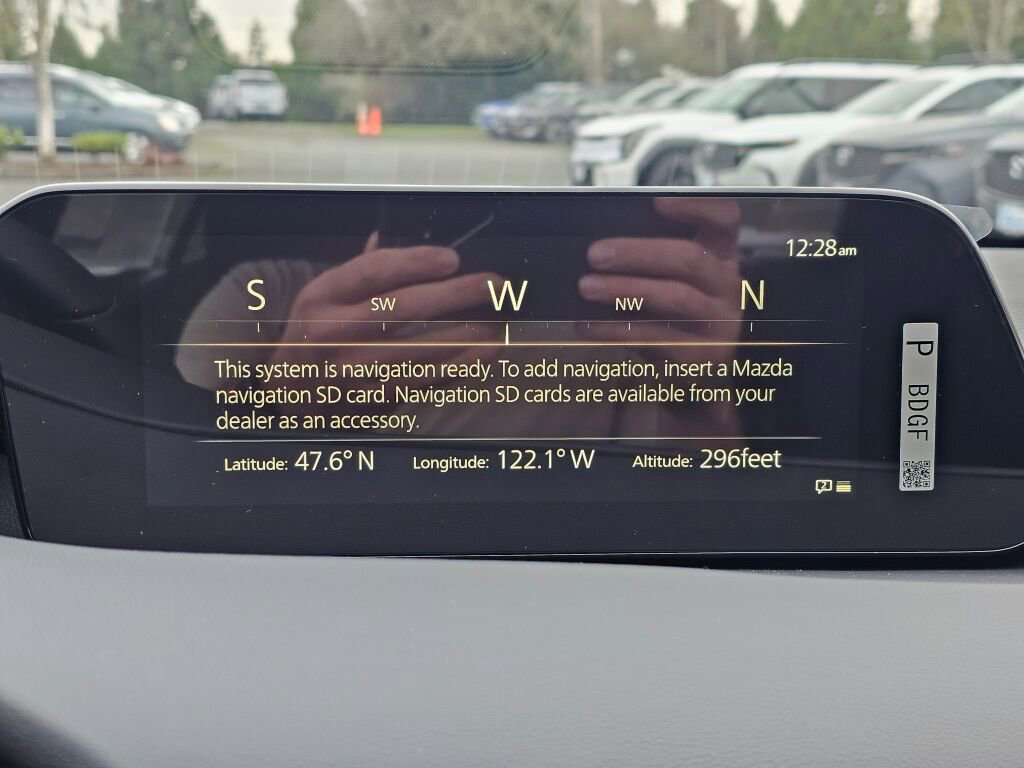 12:28am
S SW W NW N
This system is navigation ready. To add navigation, insert a Mazda
navigation SD card. Navigation SD cards are available from your
dealer as an accessory.
Latitude: 47.6° N Longitude: 122.1° W Altitude: 296feet
P BDGF